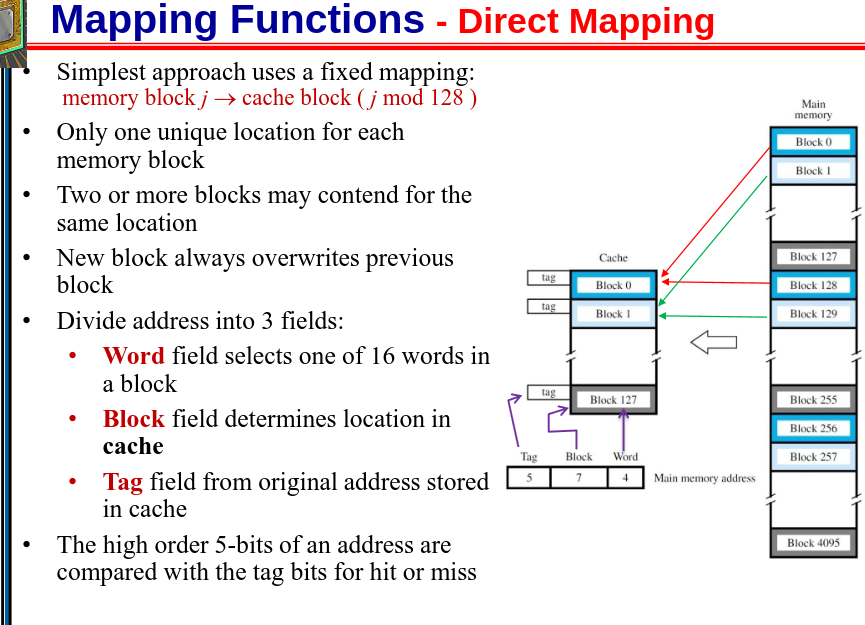 Mapping Functions - Direct Mapping
• Simplest approach uses a fixed mapping:
memory block j → cache block ( j mod 128 )
• Only one unique location for each
memory block
• Two or more blocks may contend for the
same location
• New block always overwrites previous
block
• Divide address into 3 fields:
• Word field selects one of 16 words in
a block
• Block field determines location in
cache
• Tag field from original address stored
in cache
• The high order 5-bits of an address are
compared with the tag bits for hit or miss
Main
memory
Block 0
Block 1
Block 127
Block 128
Block 129
Block 255
Block 256
Block 257
Block 4095
Cache
tag
Block 0
tag
Block 1
tag
Block 127
Tag Block Word
5 7 4
Main memory address